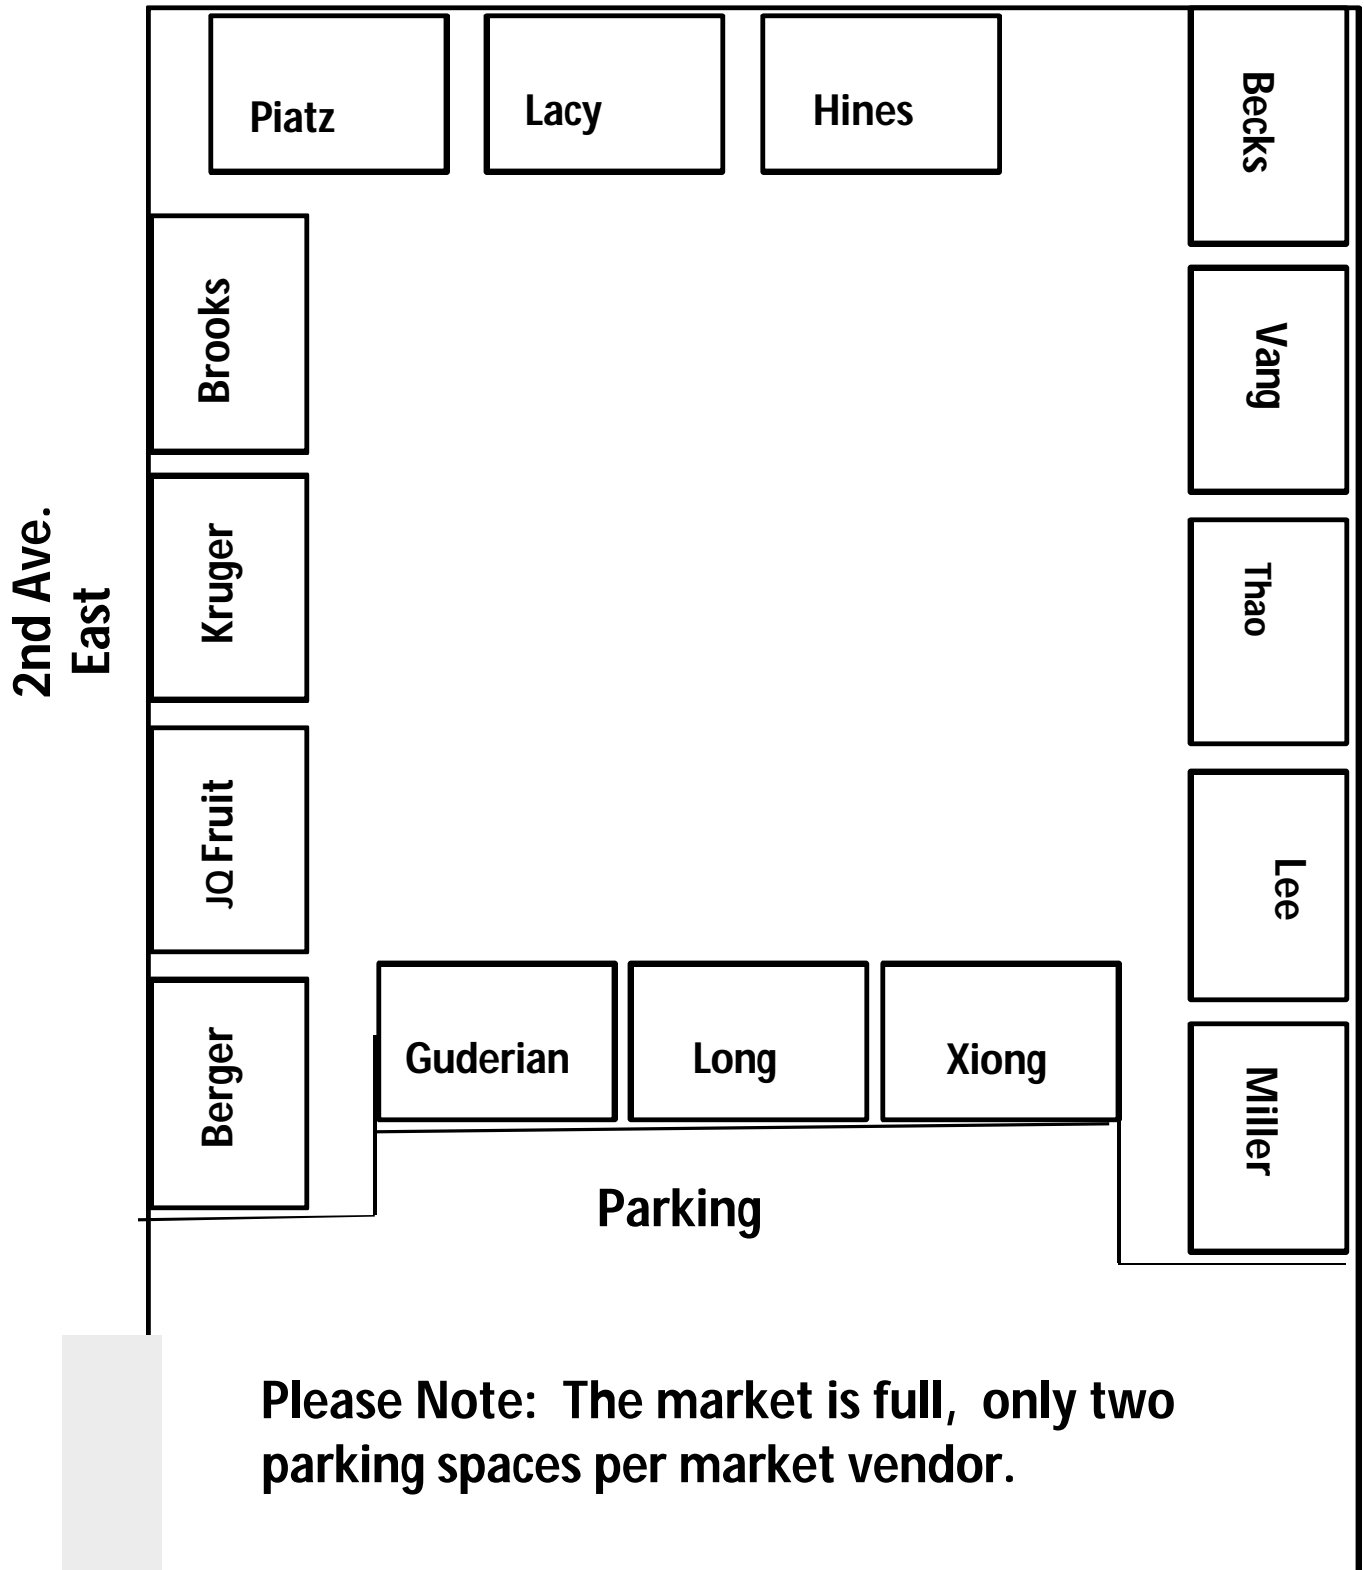 Piatz
Lacy
Hines
Becks
Brooks
Vang
2nd Ave.
East
Kruger
Thao
JQ Fruit
Lee
Berger
Guderian
Long
Xiong
Miller
Parking
Please Note:  The market is full,  only two
parking spaces per market vendor.